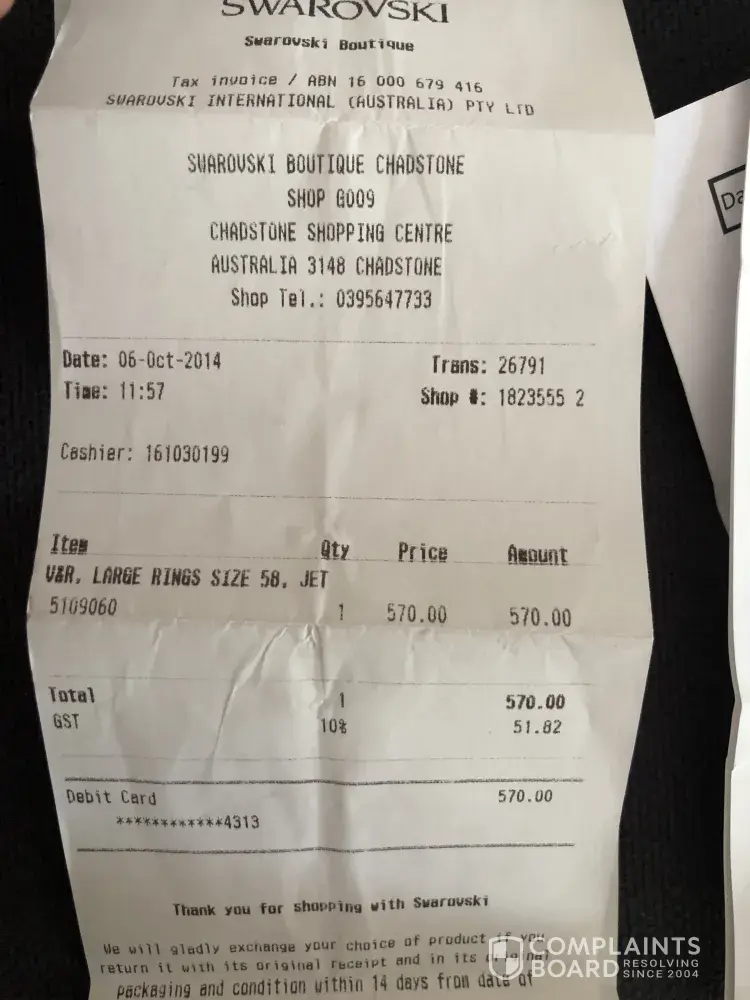 SWAROVSKI
Swarovski Boutique
Tax invoice / ABN 16 000 679 416
SWAROVSKI INTERNATIONAL (AUSTRALIA) PTY LTD
SWAROVSKI BOUTIQUE CHADSTONE
SHOP G009
CHADSTONE SHOPPING CENTRE
AUSTRALIA 3148 CHADSTONE
Shop Tel.: 0395647733
Date: 06-Oct-2014 Trans: 26791
Time: 11:57 Shop #: 1823555 2
Cashier: 161030199
Item Qty Price Amount
V&R, LARGE RINGS SIZE 58, JET
5109060 1 570.00 570.00
Total 1 570.00
GST 10% 51.82
Debit Card 570.00
************4313
Thank you for shopping with Swarovski
We will gladly exchange your choice of product if you
return it with its original receipt and in its original
packaging and condition within 14 days from date of
Da
COMPLAINTS
BOARD RESOLVING
SINCE 2004